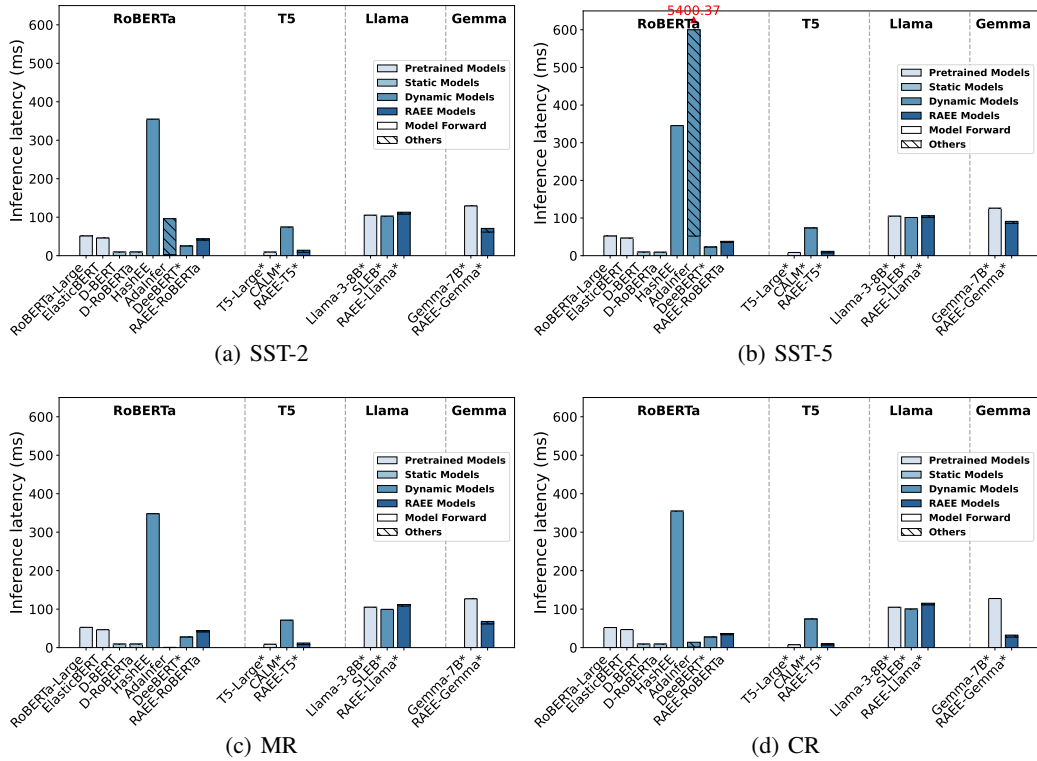 RoBERTa T5 Llama Gemma
600
500
400
300
200
100
0
Inference latency (ms)
Pretrained Models
Static Models
Dynamic Models
RAEE Models
Model Forward
Others
RoBERTa-Large
ElasticBERT
D-BERT
D-RoBERTa
HashEE
AdaInfer
DeeBERT*
RAEE-RoBERTa
T5-Large*
CALM*
RAEE-T5*
Llama-3-8B*
SLEB*
RAEE-Llama*
Gemma-7B*
RAEE-Gemma*
(a) SST-2
5400.37
RoBERTa T5 Llama Gemma
600
500
400
300
200
100
0
Inference latency (ms)
Pretrained Models
Static Models
Dynamic Models
RAEE Models
Model Forward
Others
RoBERTa-Large
ElasticBERT
D-BERT
D-RoBERTa
HashEE
AdaInfer
DeeBERT*
RAEE-RoBERTa
T5-Large*
CALM*
RAEE-T5*
Llama-3-8B*
SLEB*
RAEE-Llama*
Gemma-7B*
RAEE-Gemma*
(b) SST-5
RoBERTa T5 Llama Gemma
600
500
400
300
200
100
0
Inference latency (ms)
Pretrained Models
Static Models
Dynamic Models
RAEE Models
Model Forward
Others
RoBERTa-Large
ElasticBERT
D-BERT
D-RoBERTa
HashEE
AdaInfer
DeeBERT*
RAEE-RoBERTa
T5-Large*
CALM*
RAEE-T5*
Llama-3-8B*
SLEB*
RAEE-Llama*
Gemma-7B*
RAEE-Gemma*
(c) MR
RoBERTa T5 Llama Gemma
600
500
400
300
200
100
0
Inference latency (ms)
Pretrained Models
Static Models
Dynamic Models
RAEE Models
Model Forward
Others
RoBERTa-Large
ElasticBERT
D-BERT
D-RoBERTa
HashEE
AdaInfer
DeeBERT*
RAEE-RoBERTa
T5-Large*
CALM*
RAEE-T5*
Llama-3-8B*
SLEB*
RAEE-Llama*
Gemma-7B*
RAEE-Gemma*
(d) CR